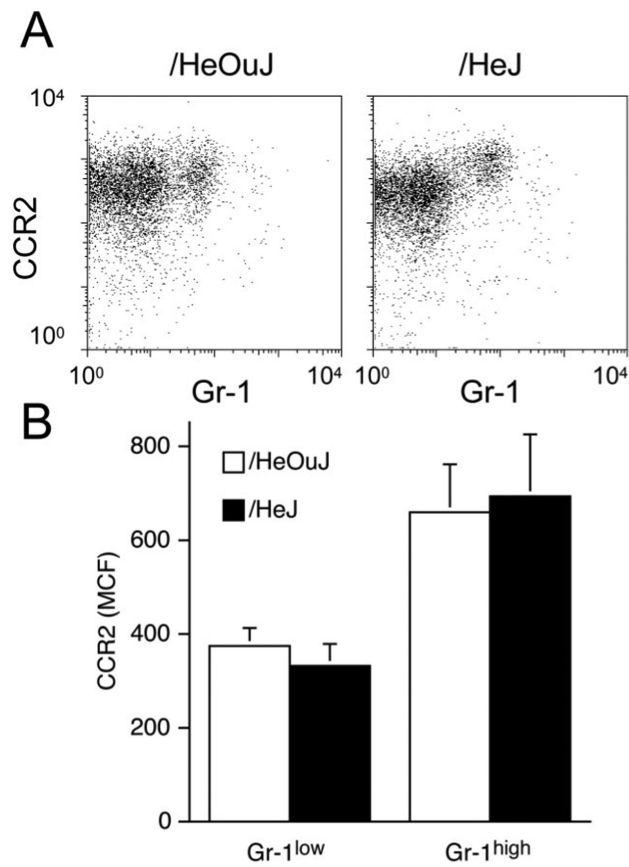 A
/HeOuJ /HeJ
10⁴
CCR2
10⁰
10⁰ 10⁴ 10⁰ 10⁴
Gr-1 Gr-1
B
800
600
400
200
0
CCR2 (MCF)
/HeOuJ
/HeJ
Gr-1low Gr-1high